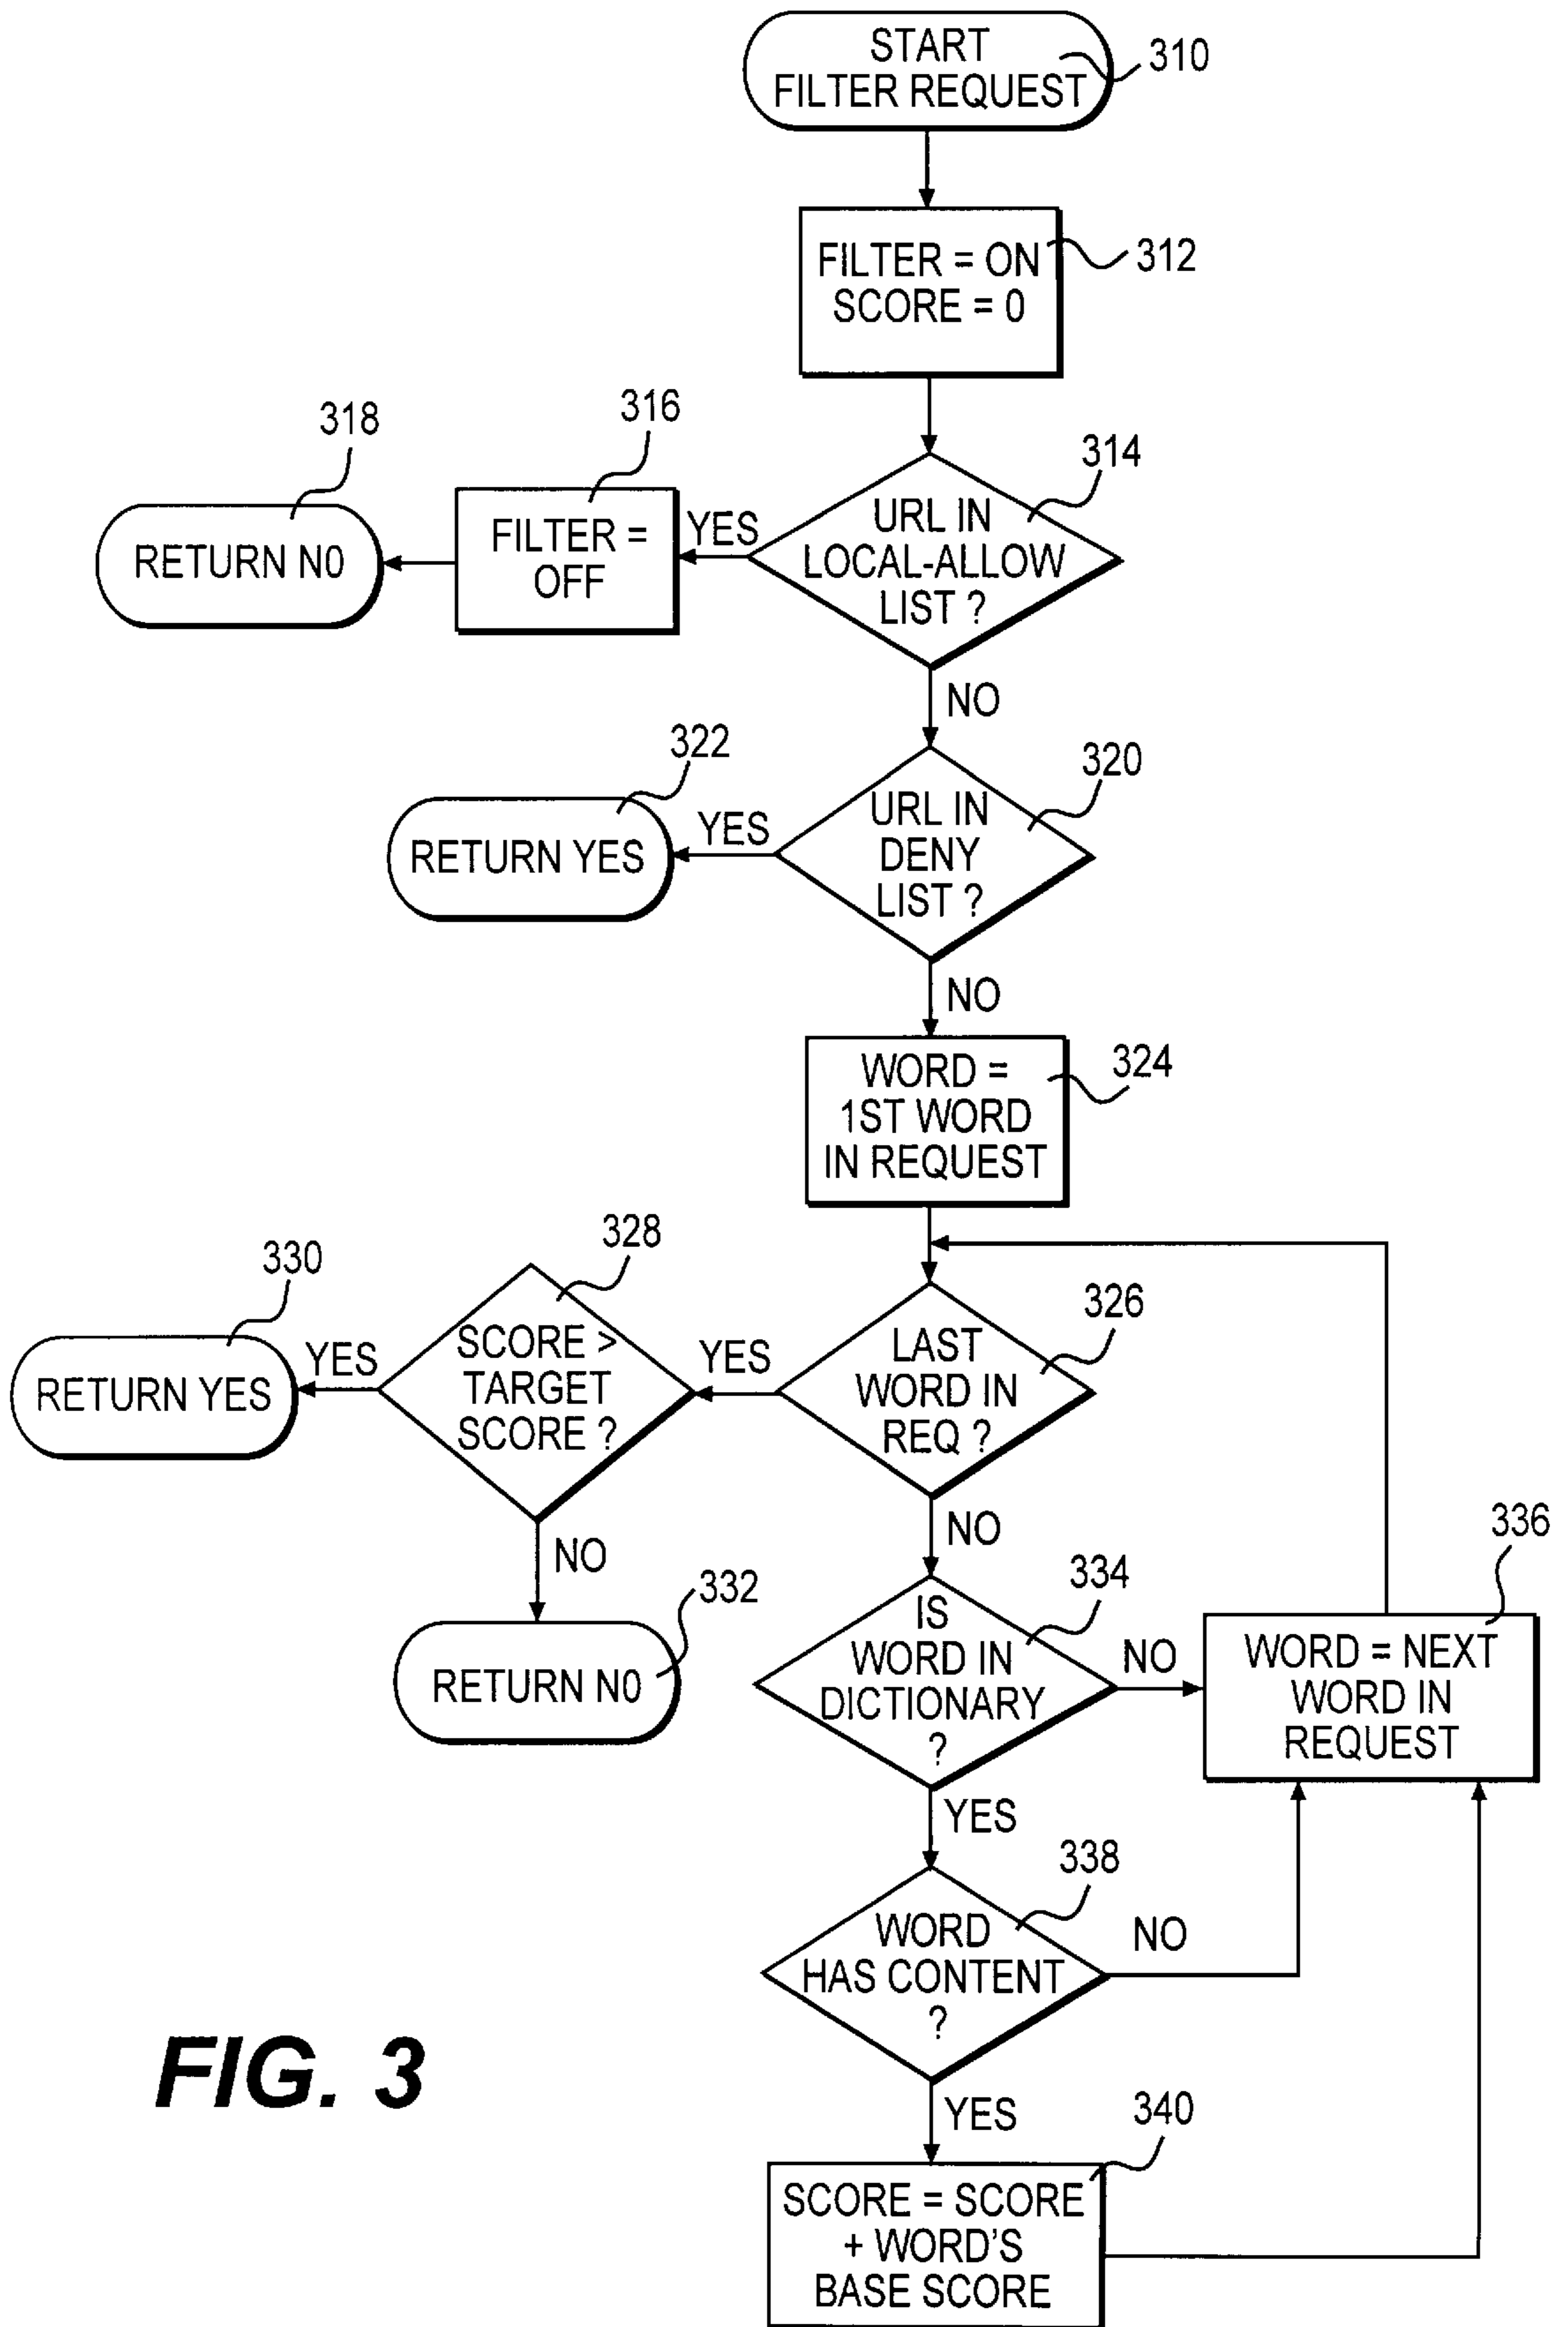 START
FILTER REQUEST
310
FILTER = ON
SCORE = 0
312
318
316
314
RETURN N0
FILTER =
OFF
YES
URL IN
LOCAL-ALLOW
LIST ?
NO
322
320
RETURN YES
YES
URL IN
DENY
LIST ?
NO
WORD =
1ST WORD
IN REQUEST
324
330
328
326
RETURN YES
YES
SCORE >
TARGET
SCORE ?
YES
LAST
WORD IN
REQ ?
NO
NO
332
RETURN N0
334
336
IS
WORD IN
DICTIONARY
?
NO
WORD = NEXT
WORD IN
REQUEST
YES
338
WORD
HAS CONTENT
?
NO
YES
340
SCORE = SCORE
+ WORD'S
BASE SCORE
FIG. 3